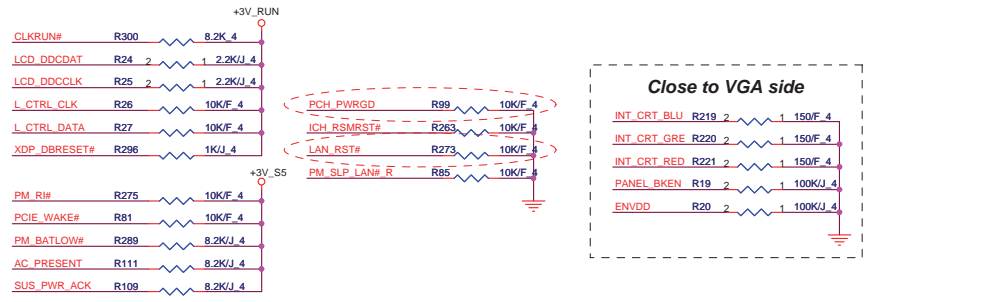 +3V_RUN
CLKRUN# R300 8.2K_4
LCD_DDCDAT R24 2 1 2.2K/J_4
LCD_DDCCLK R25 2 1 2.2K/J_4
L_CTRL_CLK R26 10K/F_4
L_CTRL_DATA R27 10K/F_4
XDP_DBRESET# R296 1K/J_4
+3V_S5
PM_RI# R275 10K/F_4
PCIE_WAKE# R81 10K/F_4
PM_BATLOW# R289 8.2K/J_4
AC_PRESENT R111 8.2K/J_4
SUS_PWR_ACK R109 8.2K/J_4
PCH_PWRGD R99 10K/F_4
ICH_RSMRST# R263 10K/F_4
LAN_RST# R273 10K/F_4
PM_SLP_LAN#_R R85 10K/F_4
Close to VGA side
INT_CRT_BLU R219 2 1 150/F_4
INT_CRT_GRE R220 2 1 150/F_4
INT_CRT_RED R221 2 1 150/F_4
PANEL_BKEN R19 2 1 100K/J_4
ENVDD R20 2 1 100K/J_4